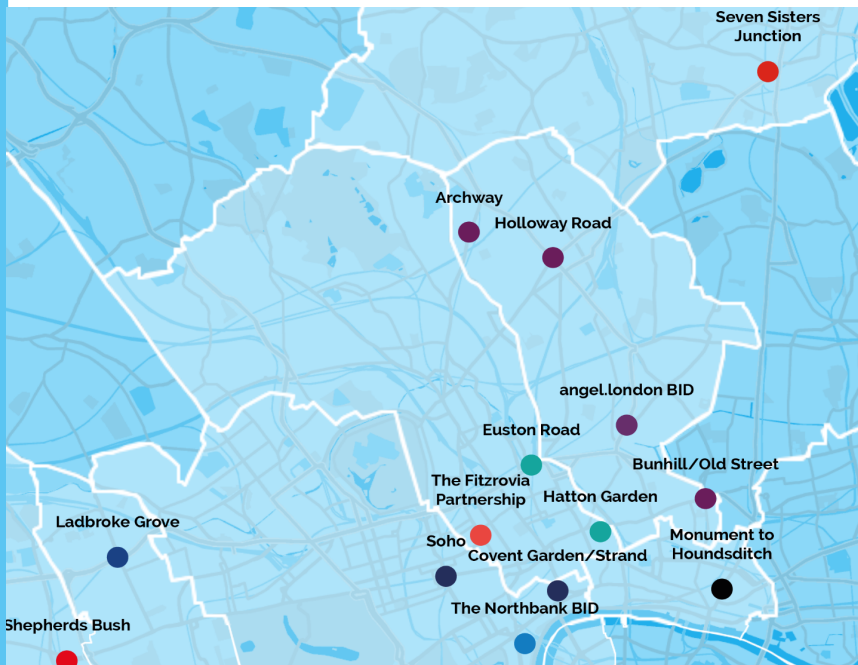 Seven Sisters
Junction
Archway
Holloway Road
angel.london BID
Euston Road
Bunhill/Old Street
The Fitzrovia
Partnership
Hatton Garden
Ladbroke Grove
Monument to
Houndsditch
Soho
Covent Garden/Strand
The Northbank BID
Shepherds Bush